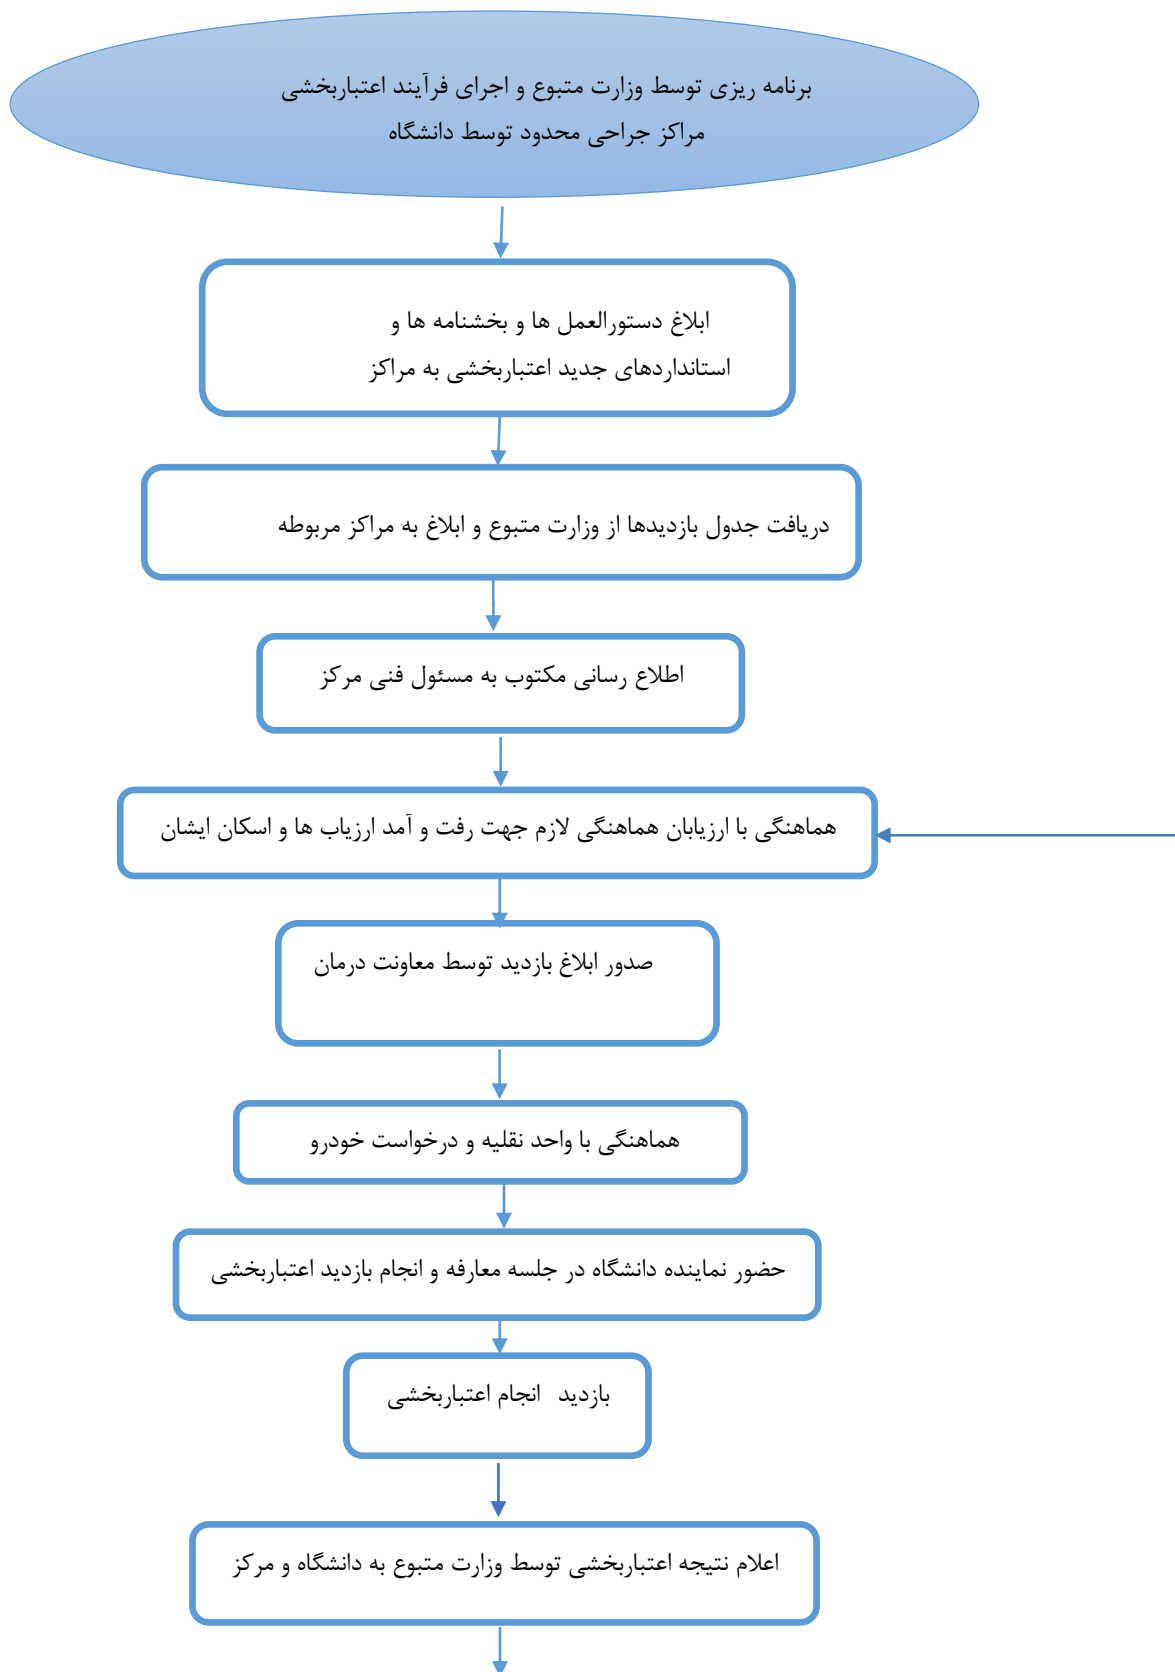 برنامه ریزی توسط وزارت متبوع و اجرای فرآیند اعتباربخشی
مراکز جراحی محدود توسط دانشگاه
ابلاغ دستورالعمل ها و بخشنامه ها و
استانداردهای جدید اعتباربخشی به مراکز
دریافت جدول بازدیدها از وزارت متبوع و ابلاغ به مراکز مربوطه
اطلاع رسانی مکتوب به مسئول فنی مرکز
هماهنگی با ارزیابان هماهنگی لازم جهت رفت و آمد ارزیاب ها و اسکان ایشان
صدور ابلاغ بازدید توسط معاونت درمان
هماهنگی با واحد نقلیه و درخواست خودرو
حضور نماینده دانشگاه در جلسه معارفه و انجام بازدید اعتباربخشی
بازدید انجام اعتباربخشی
اعلام نتیجه اعتباربخشی توسط وزارت متبوع به دانشگاه و مرکز